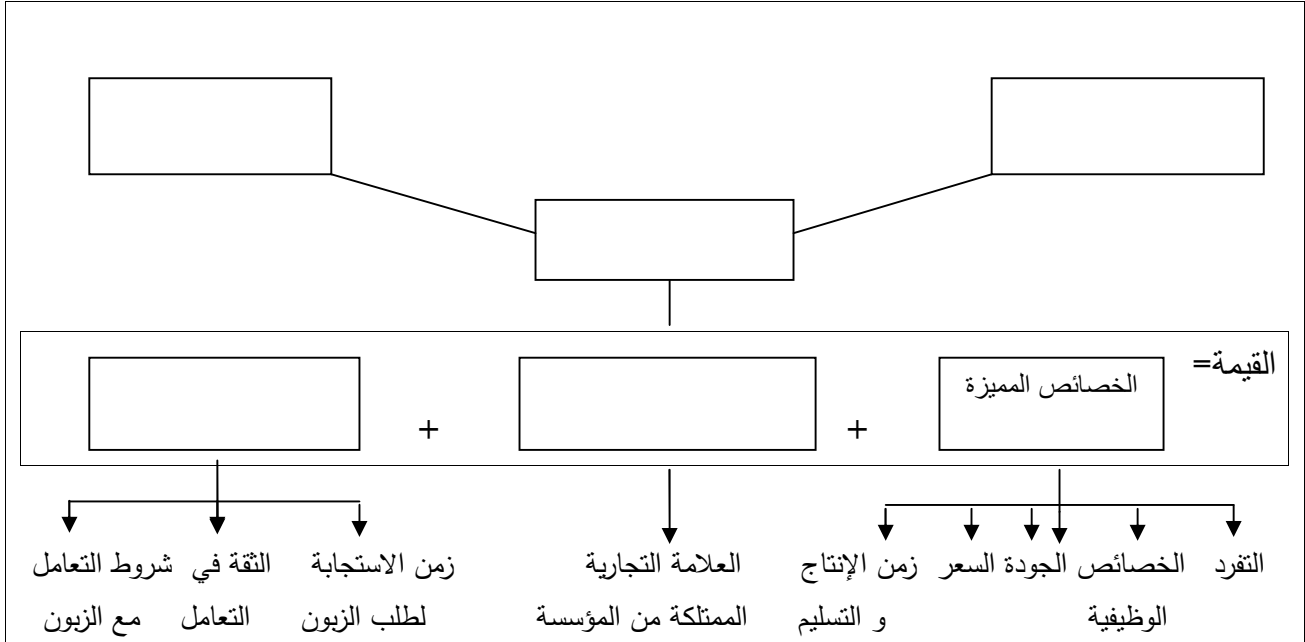 القيمة=
الخصائص المميزة
+
+
التفرد
الخصائص
الوظيفية
الجودة
السعر
زمن الإنتاج
و التسليم
العلامة التجارية
الممتلكة من المؤسسة
زمن الاستجابة
لطلب الزبون
الثقة في
التعامل
شروط التعامل
مع الزبون